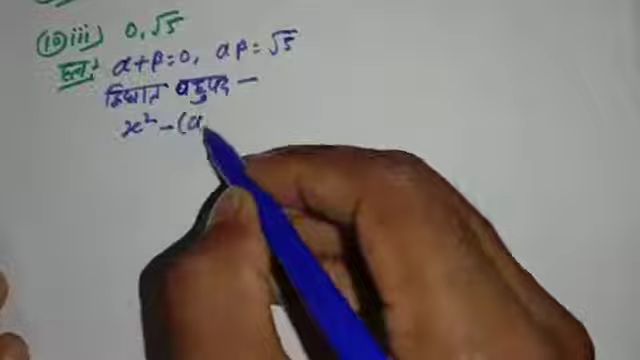 (10) iii) 0, √5
हल: α+β=0, αβ=√5
द्विघात बहुपद —
x² - (α